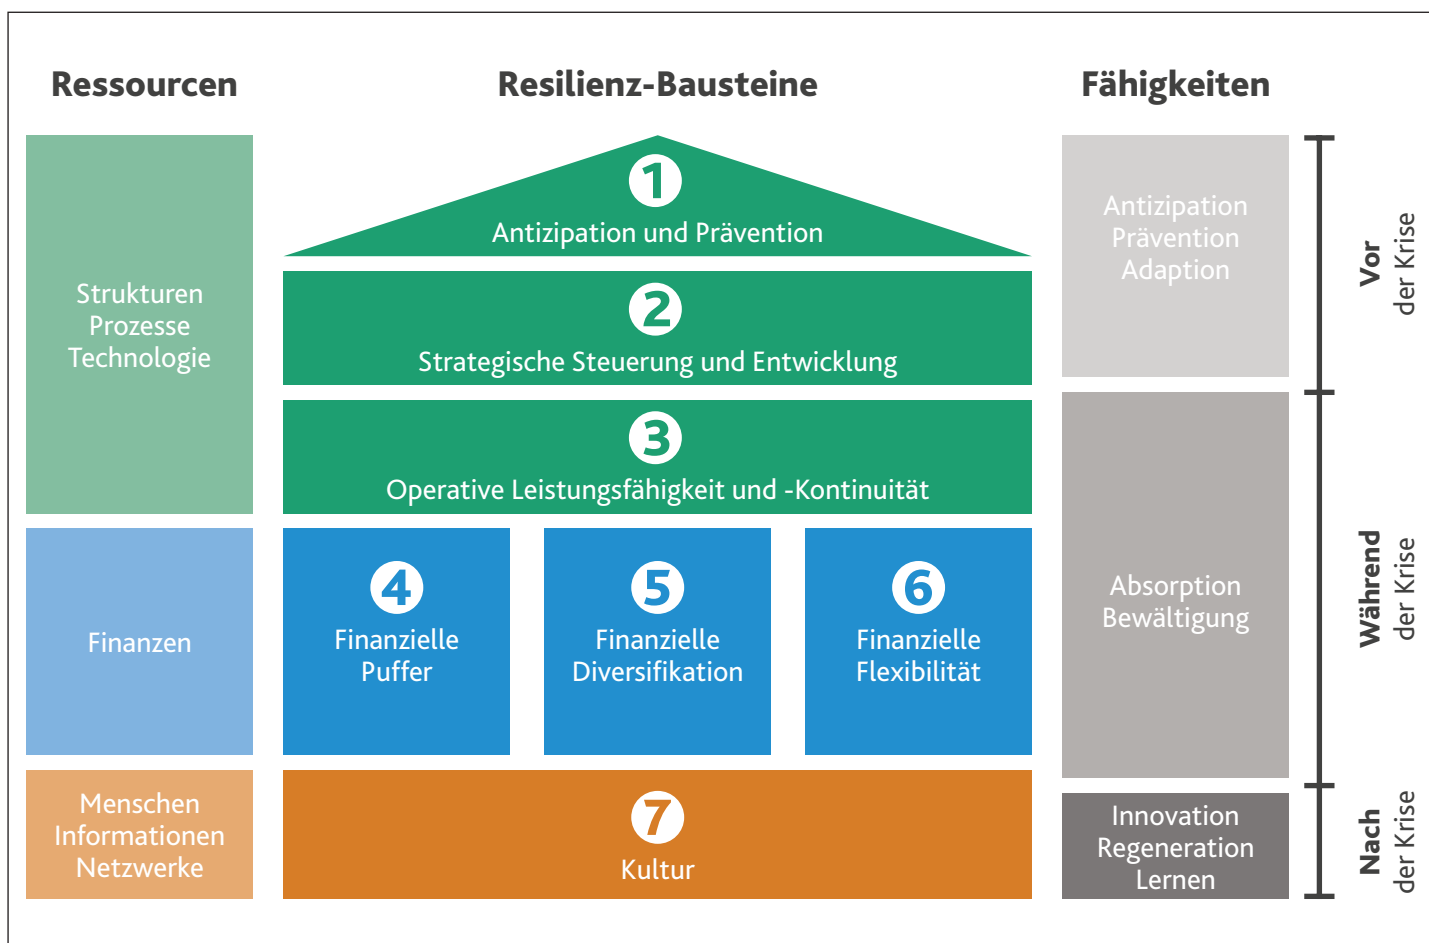 Ressourcen
Strukturen
Prozesse
Technologie
Finanzen
Menschen
Informationen
Netzwerke
Resilienz-Bausteine
1
Antizipation und Prävention
2
Strategische Steuerung und Entwicklung
3
Operative Leistungsfähigkeit und -Kontinuität
4
Finanzielle
Puffer
5
Finanzielle
Diversifikation
6
Finanzielle
Flexibilität
7
Kultur
Fähigkeiten
Antizipation
Prävention
Adaption
Absorption
Bewältigung
Innovation
Regeneration
Lernen
Vor
der Krise
Während
der Krise
Nach
der Krise